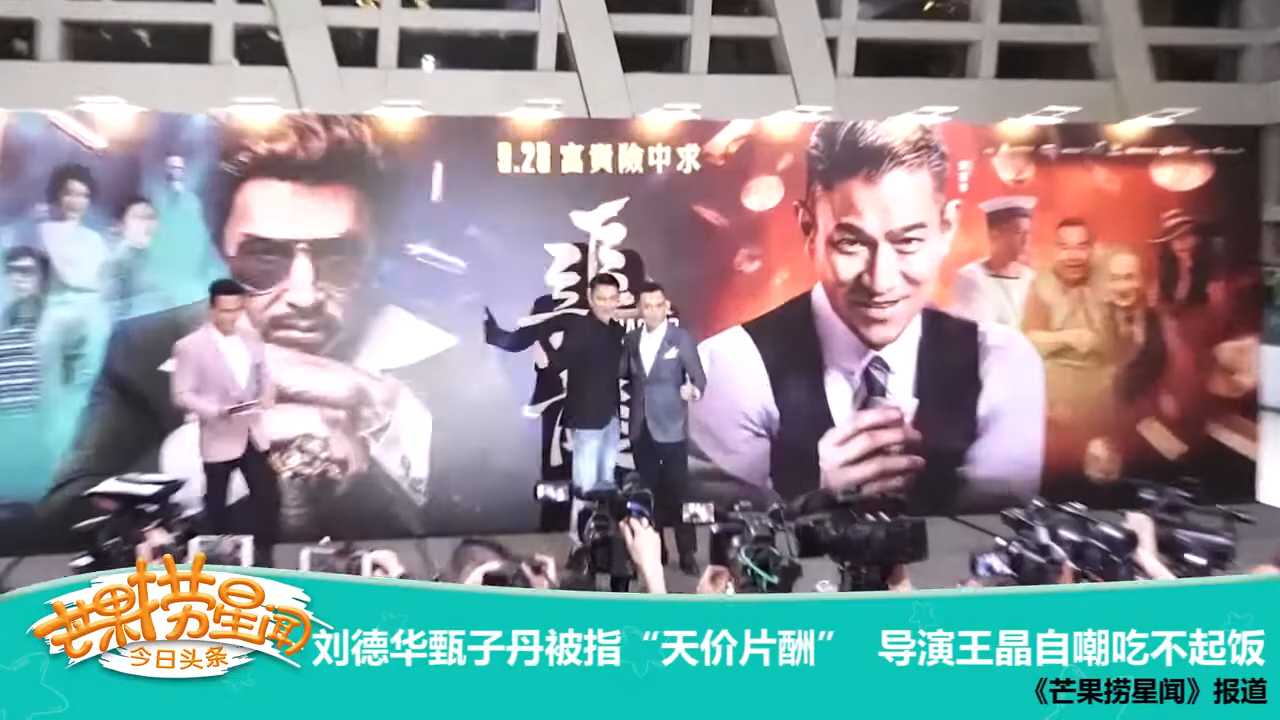 9.28 富貴險中求
追龍
芒果捞星闻
今日头条
刘德华甄子丹被指“天价片酬” 导演王晶自嘲吃不起饭
《芒果捞星闻》报道